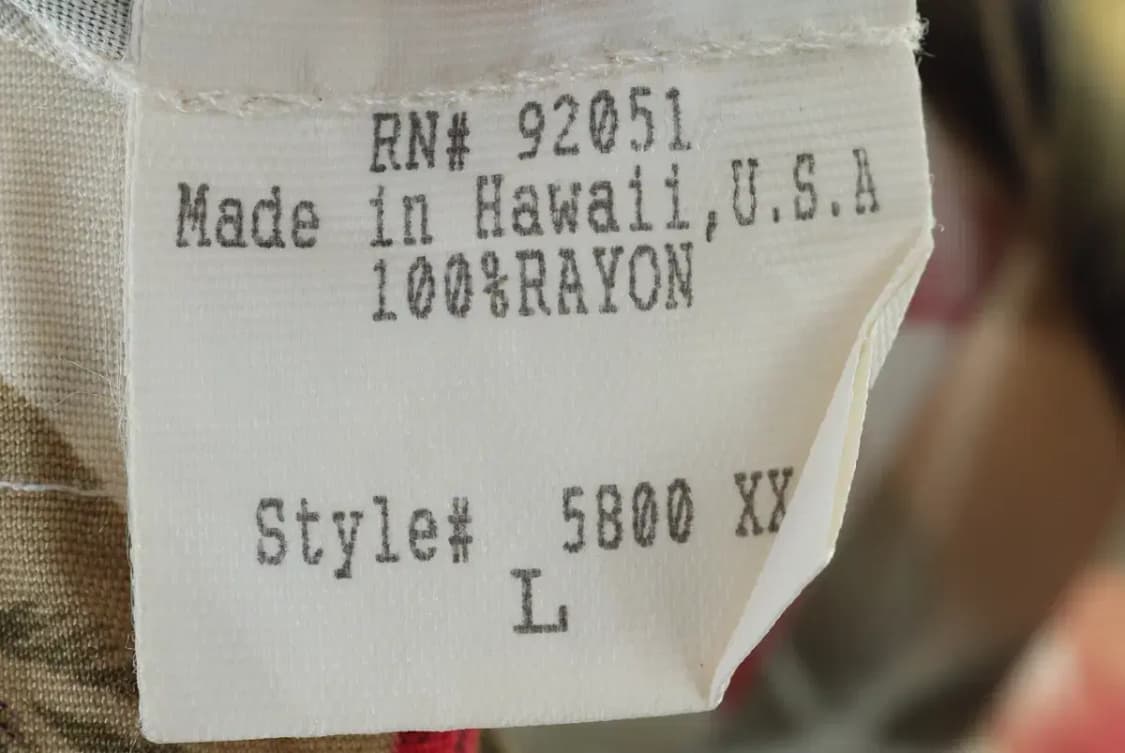 RN# 92051
Made in Hawaii,U.S.A
100%RAYON
Style# 5800 XX
L